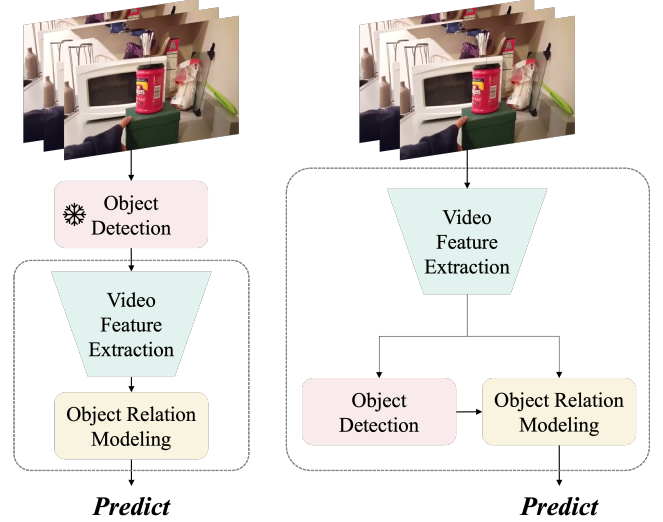 Object
Detection
Video
Feature
Extraction
Object Relation
Modeling
Predict
Video
Feature
Extraction
Object
Detection
Object Relation
Modeling
Predict